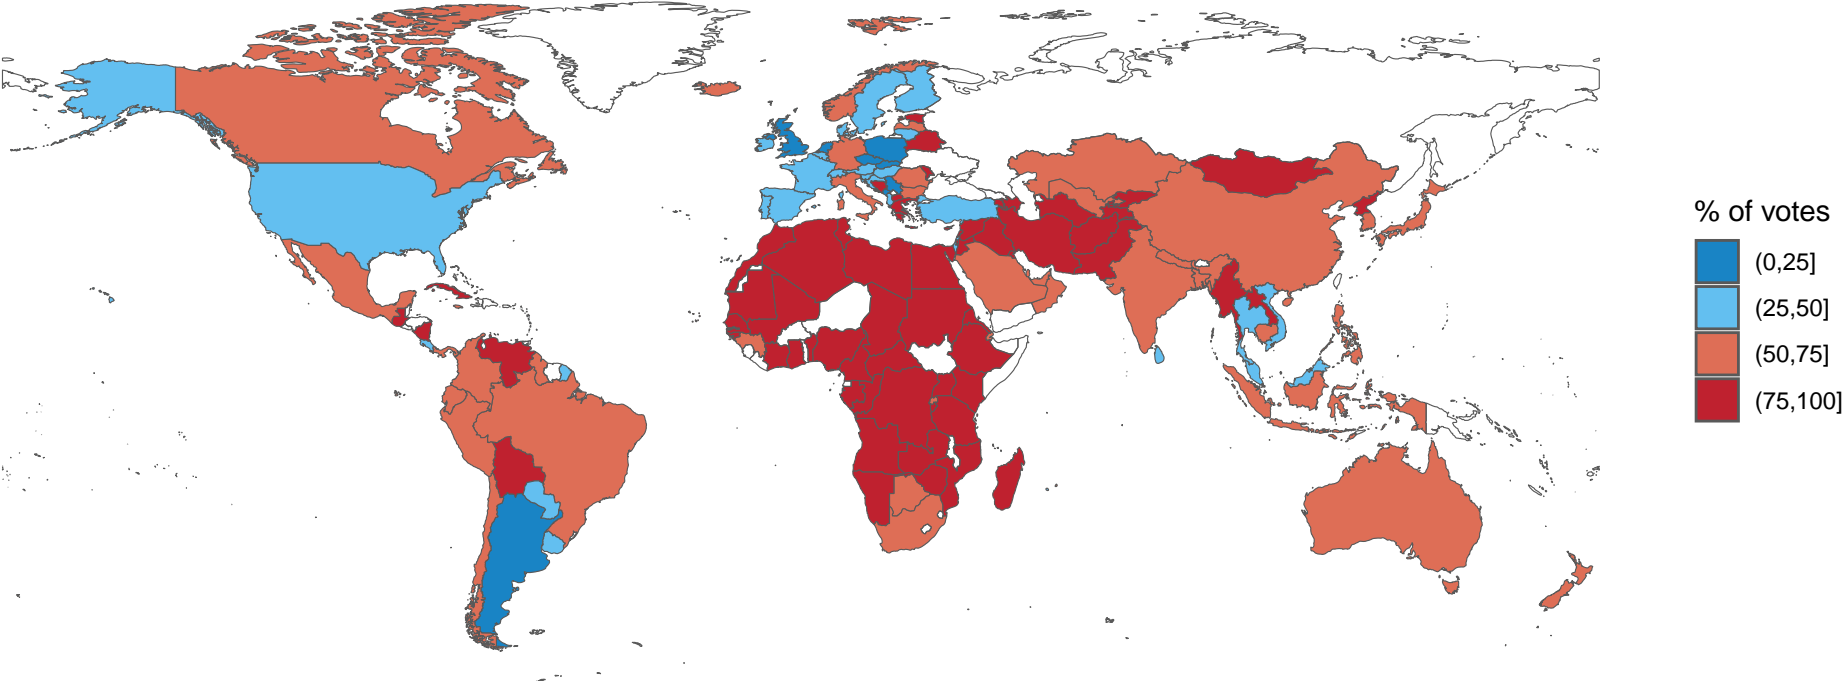 % of votes
(0,25]
(25,50]
(50,75]
(75,100]